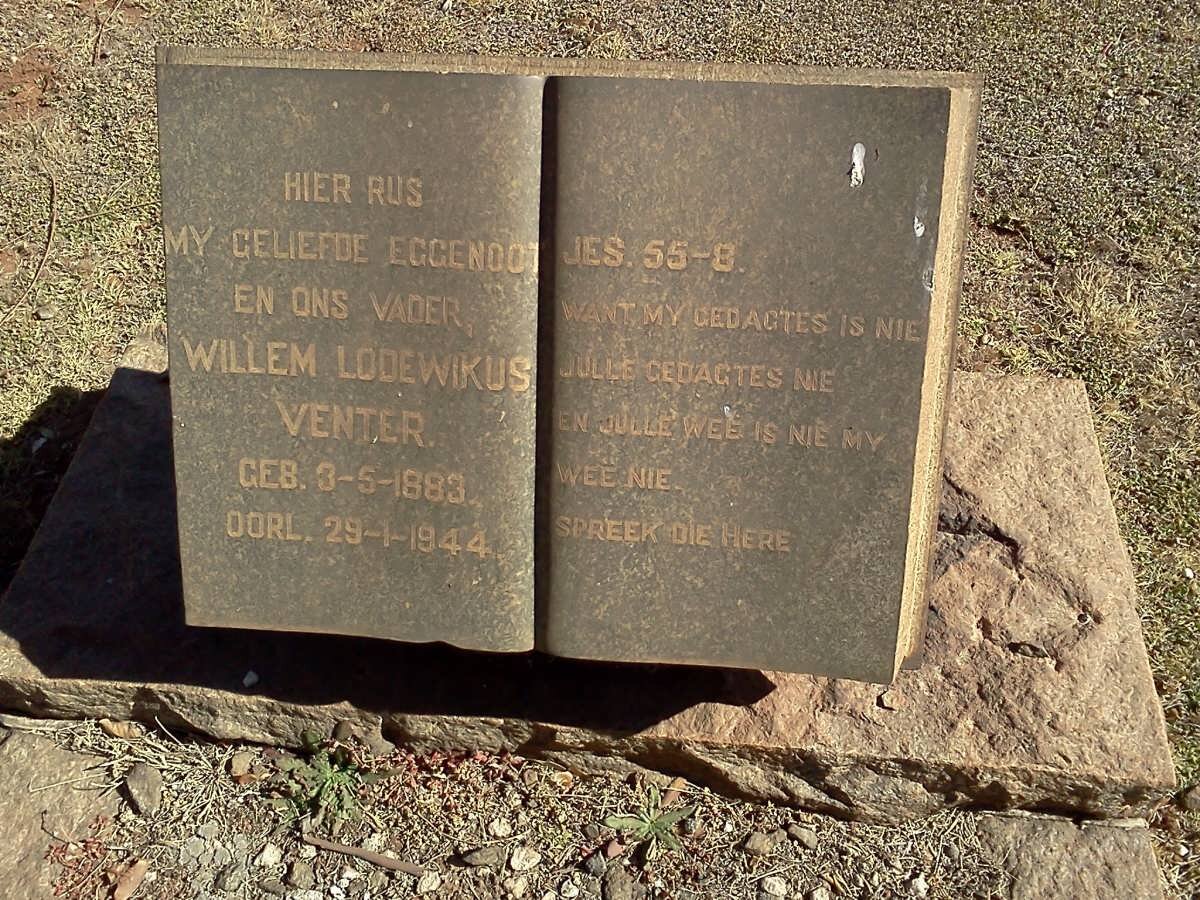 HIER RUS
MY GELIEFDE EGGENOOT
EN ONS VADER,
WILLEM LODEWIKUS
VENTER.
GEB. 3-5-1883.
OORL. 29-1-1944.
JES. 55-8.
WANT MY GEDAGTES IS NIE
JULLE GEDAGTES NIE
EN JULLE WEË IS NIE MY
WEË NIE.
SPREEK DIE HERE